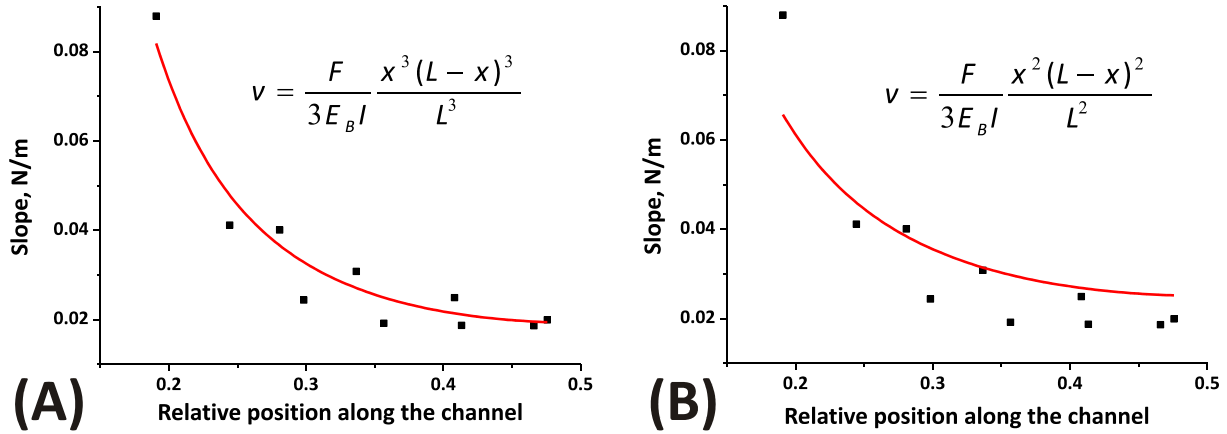 0.08
0.06
0.04
0.02
0.2 0.3 0.4 0.5
Slope, N/m
Relative position along the channel
v = F/(3E_B I) x^3 (L − x)^3/L^3
(A)
0.08
0.06
0.04
0.02
0.2 0.3 0.4 0.5
Slope, N/m
Relative position along the channel
v = F/(3E_B I) x^2 (L − x)^2/L^2
(B)